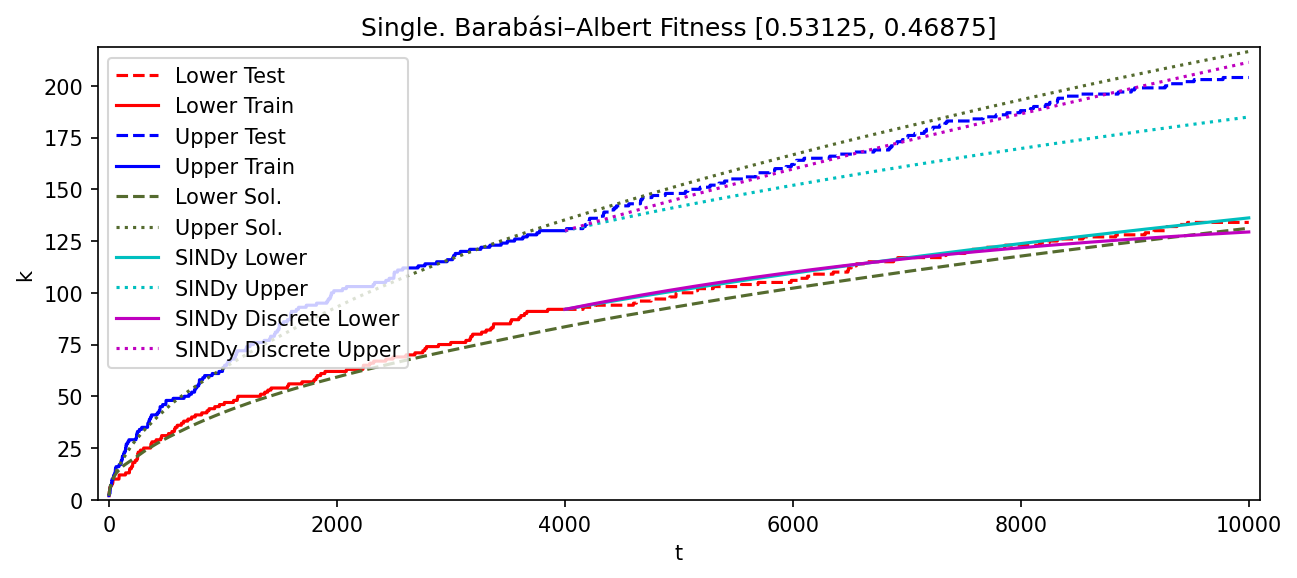 Single. Barabási–Albert Fitness [0.53125, 0.46875]
Lower Test
Lower Train
Upper Test
Upper Train
Lower Sol.
Upper Sol.
SINDy Lower
SINDy Upper
SINDy Discrete Lower
SINDy Discrete Upper
k
200
175
150
125
100
75
50
25
0
0 2000 4000 6000 8000 10000
t